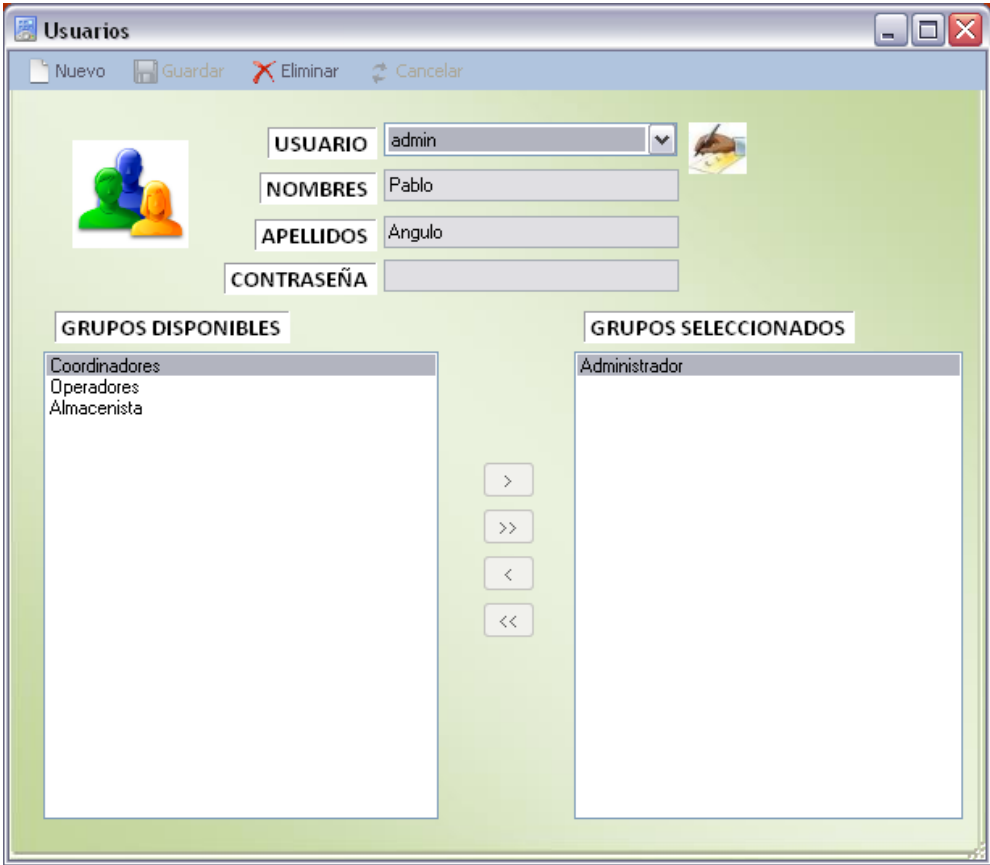 Usuarios
Nuevo Guardar Eliminar Cancelar
USUARIO admin
NOMBRES Pablo
APELLIDOS Angulo
CONTRASEÑA
GRUPOS DISPONIBLES GRUPOS SELECCIONADOS
Coordinadores Administrador
Operadores
Almacenista
>
>>
<
<<